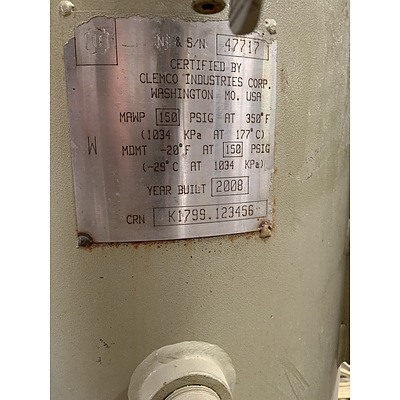 & S/N 47717
CERTIFIED BY
CLEMCO INDUSTRIES CORP.
WASHINGTON MO. USA
MAWP 150 PSIG AT 350°F
(1034 KPa AT 177°C)
W MDMT -20°F AT 150 PSIG
(-29°C AT 1034 KPa)
YEAR BUILT 2008
CRN K1799.123456